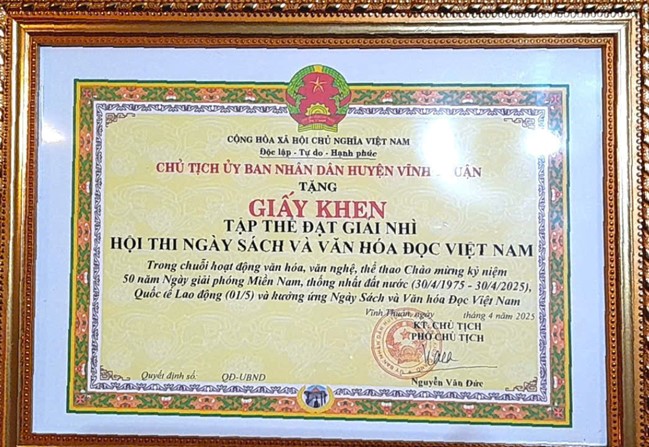 CỘNG HÒA XÃ HỘI CHỦ NGHĨA VIỆT NAM
Độc lập - Tự do - Hạnh phúc
CHỦ TỊCH ỦY BAN NHÂN DÂN HUYỆN VĨNH UẬN
TẶNG
GIẤY KHEN
TẬP THỂ ĐẠT GIẢI NHÌ
HỘI THI NGÀY SÁCH VÀ VĂN HÓA ĐỌC VIỆT NAM
Trong chuỗi hoạt động văn hóa, văn nghệ, thể thao Chào mừng kỷ niệm
50 năm Ngày giải phóng Miền Nam, thống nhất đất nước (30/4/1975 - 30/4/2025),
Quốc tế Lao động (01/5) và hưởng ứng Ngày Sách và Văn hóa Đọc Việt Nam
Vĩnh Thuận, ngày tháng 4 năm 2025
KT. CHỦ TỊCH
PHÓ CHỦ TỊCH
Quyết định số: QĐ-UBND
Nguyễn Văn Đức